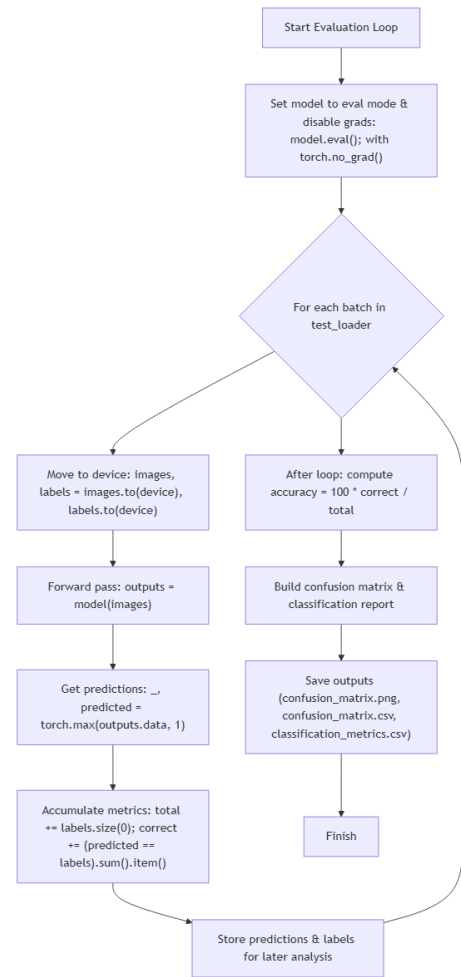 Start Evaluation Loop
Set model to eval mode &
disable grads:
model.eval(); with
torch.no_grad()
For each batch in
test_loader
Move to device: images,
labels = images.to(device),
labels.to(device)
Forward pass: outputs =
model(images)
Get predictions: _,
predicted =
torch.max(outputs.data, 1)
Accumulate metrics: total
+= labels.size(0); correct
+= (predicted ==
labels).sum().item()
Store predictions & labels
for later analysis
After loop: compute
accuracy = 100 * correct /
total
Build confusion matrix &
classification report
Save outputs
(confusion_matrix.png,
confusion_matrix.csv,
classification_metrics.csv)
Finish